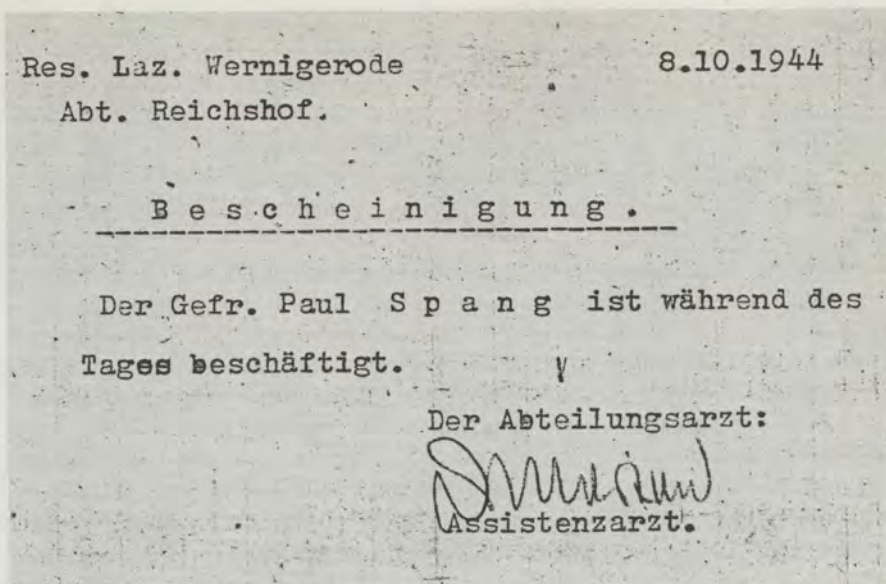 Res. Laz. Wernigerode 8.10.1944
Abt. Reichshof.
B e s c h e i n i g u n g .
Der Gefr. Paul S p a n g ist während des
Tages beschäftigt.
Der Abteilungsarzt:
Assistenzarzt.